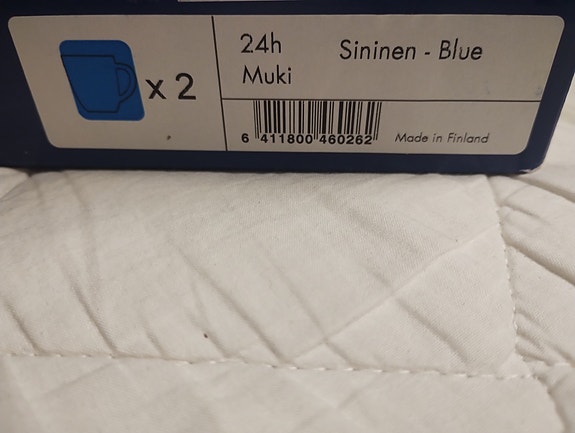 x 2
24h
Muki
Sininen - Blue
6 411800 460262
Made in Finland